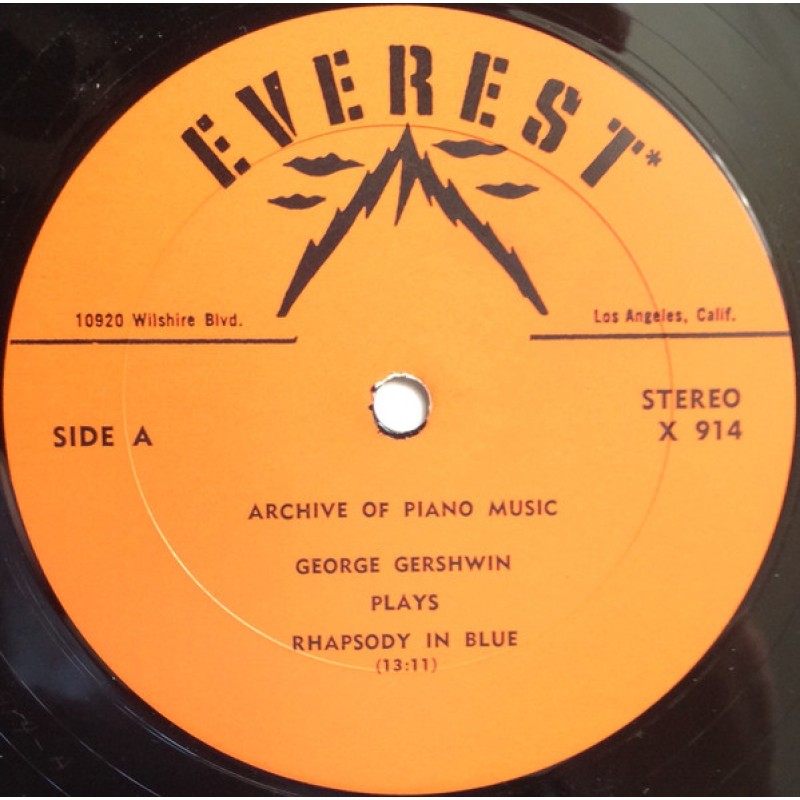 EVEREST*
10920 Wilshire Blvd.
Los Angeles, Calif.
SIDE A
STEREO
X 914
ARCHIVE OF PIANO MUSIC
GEORGE GERSHWIN
PLAYS
RHAPSODY IN BLUE
(13:11)